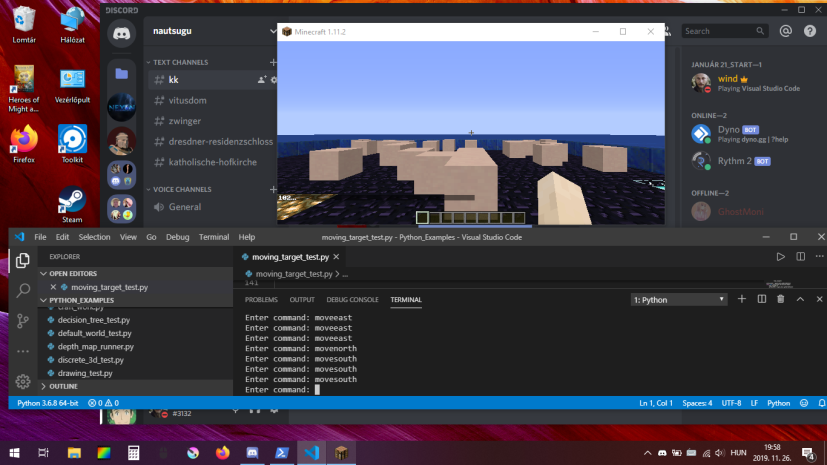 DISCORD
Lomtár
Hálózat
Heroes of Might a...
Vezérlőpult
Firefox
Toolkit
Steam
nautsugu
TEXT CHANNELS
kk
vitusdom
zwinger
dresdner-residenzschloss
katholische-hofkirche
VOICE CHANNELS
General
Minecraft 1.11.2
102...
Search
JANUÁR 21_START—1
wind
Playing Visual Studio Code
ONLINE—2
Dyno BOT
Playing dyno.gg | ?help
Rythm 2 BOT
OFFLINE—2
File Edit Selection View Go Debug Terminal Help
moving_target_test.py - Python_Examples - Visual Studio Code
EXPLORER
OPEN EDITORS
moving_target_test.py
PYTHON_EXAMPLES
decision_tree_test.py
default_world_test.py
depth_map_runner.py
discrete_3d_test.py
drawing_test.py
OUTLINE
moving_target_test.py
moving_target_test.py > ...
141
PROBLEMS OUTPUT DEBUG CONSOLE TERMINAL
1: Python
Enter command: moveeast
Enter command: moveeast
Enter command: moveeast
Enter command: movenorth
Enter command: movesouth
Enter command: movesouth
Enter command: movesouth
Enter command:
Python 3.6.8 64-bit
0 0
Ln 1, Col 1 Spaces: 4 UTF-8 LF Python
#3132
HUN
19:58
2019. 11. 26.
4